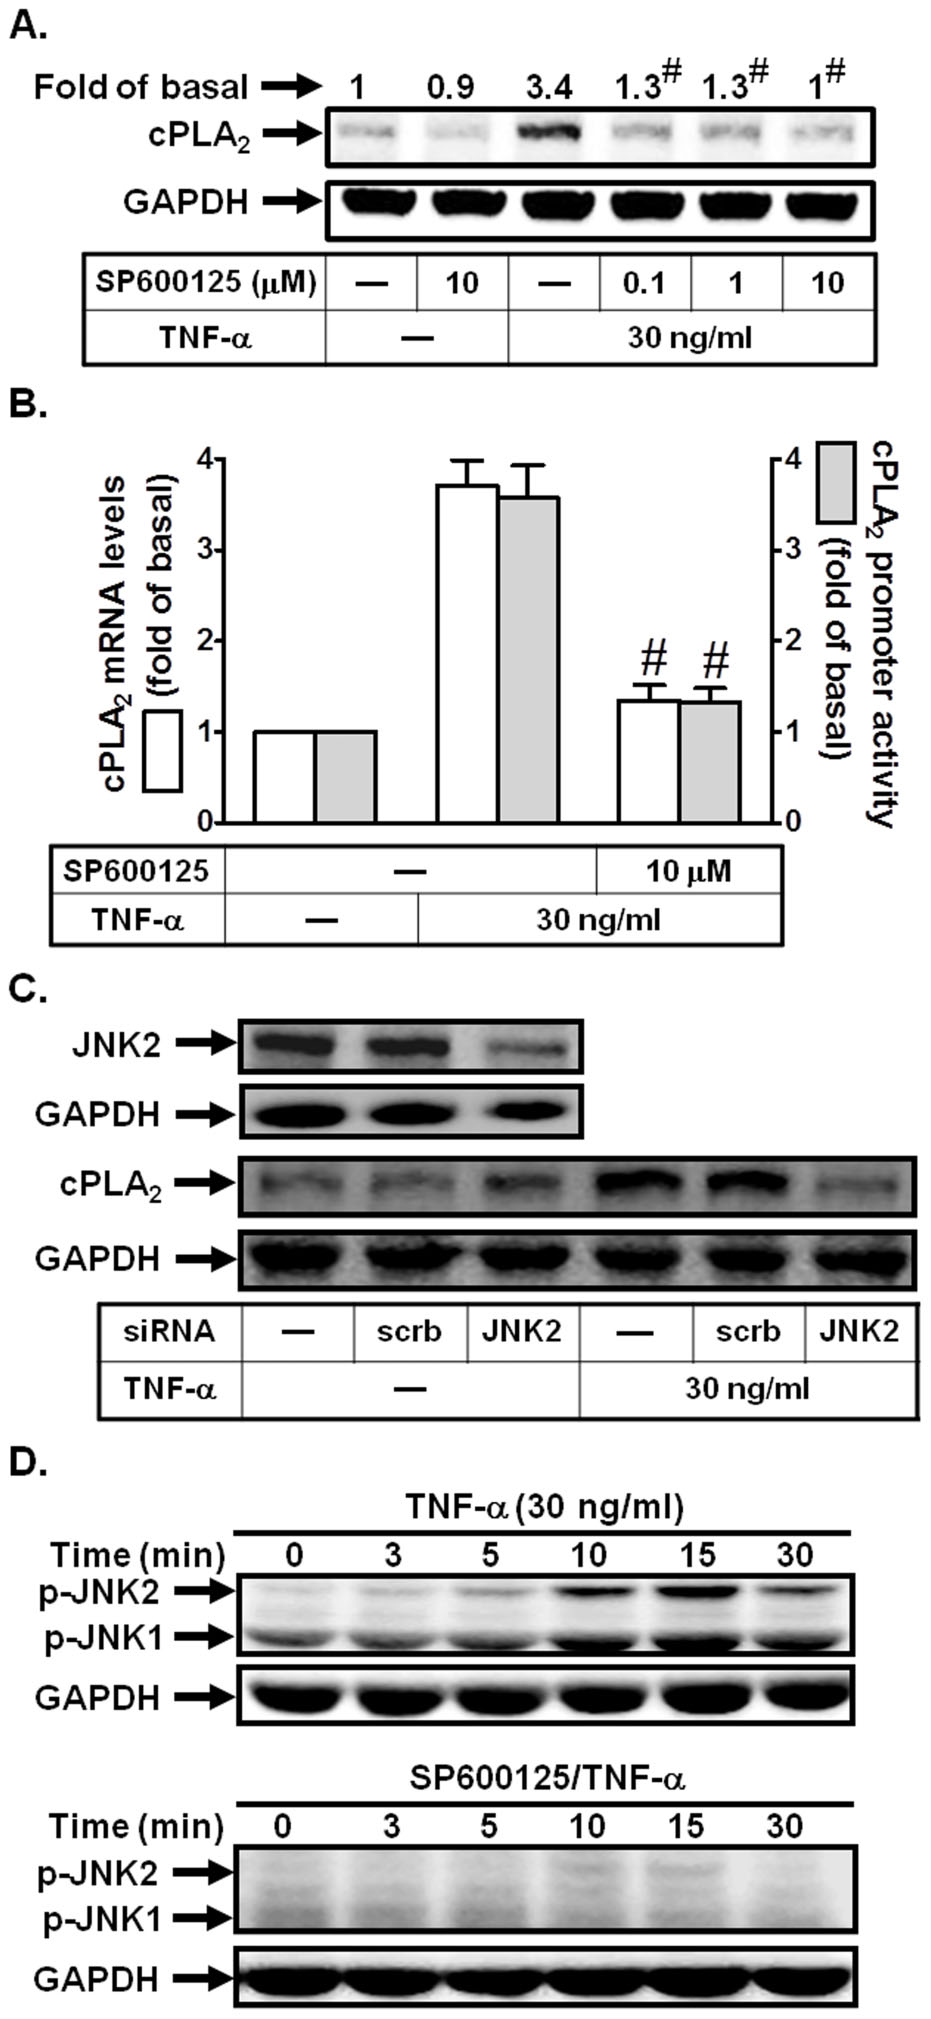 A.
Fold of basal 1 0.9 3.4 1.3# 1.3# 1#
cPLA2
GAPDH
SP600125 (μM) — 10 — 0.1 1 10
TNF-α — 30 ng/ml
B.
cPLA2 mRNA levels
(fold of basal)
4
3
2
1
0
# #
4
3
2
1
0
cPLA2 promoter activity
(fold of basal)
SP600125 — 10 μM
TNF-α — 30 ng/ml
C.
JNK2
GAPDH
cPLA2
GAPDH
siRNA — scrb JNK2 — scrb JNK2
TNF-α — 30 ng/ml
D.
TNF-α (30 ng/ml)
Time (min) 0 3 5 10 15 30
p-JNK2
p-JNK1
GAPDH
SP600125/TNF-α
Time (min) 0 3 5 10 15 30
p-JNK2
p-JNK1
GAPDH